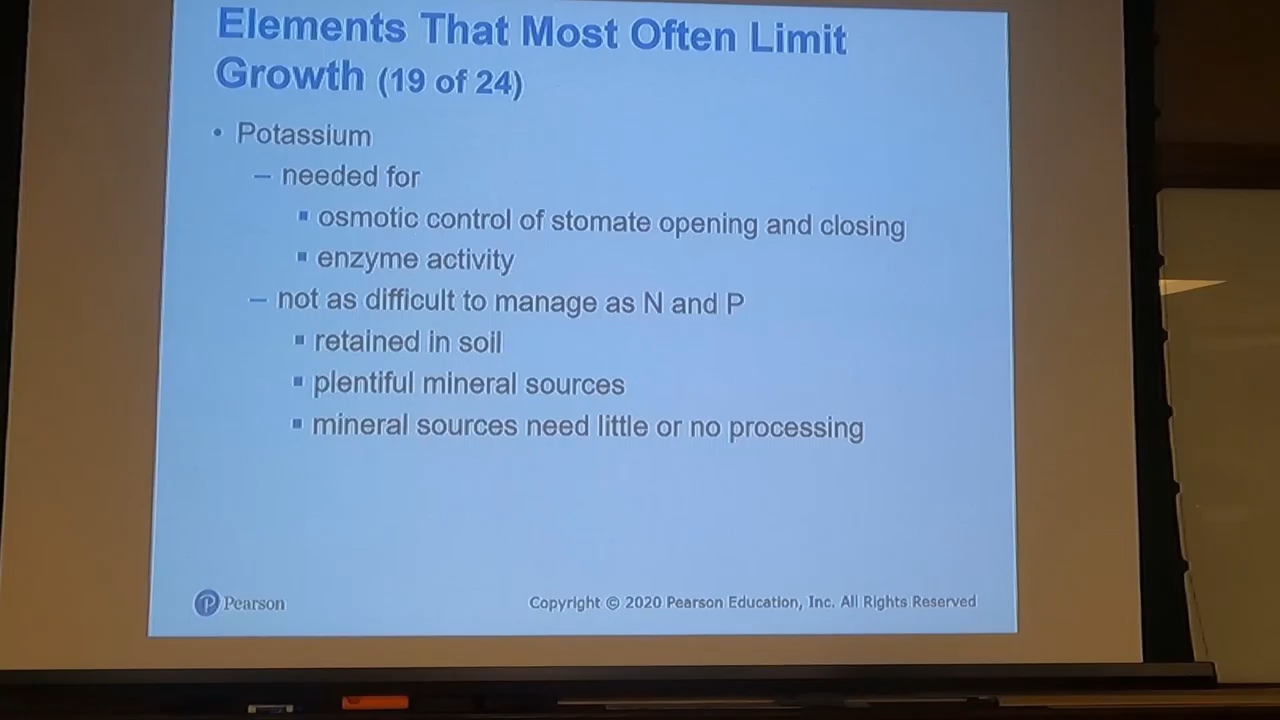 Elements That Most Often Limit
Growth (19 of 24)
• Potassium
– needed for
▪ osmotic control of stomate opening and closing
▪ enzyme activity
– not as difficult to manage as N and P
▪ retained in soil
▪ plentiful mineral sources
▪ mineral sources need little or no processing
P Pearson
Copyright © 2020 Pearson Education, Inc. All Rights Reserved